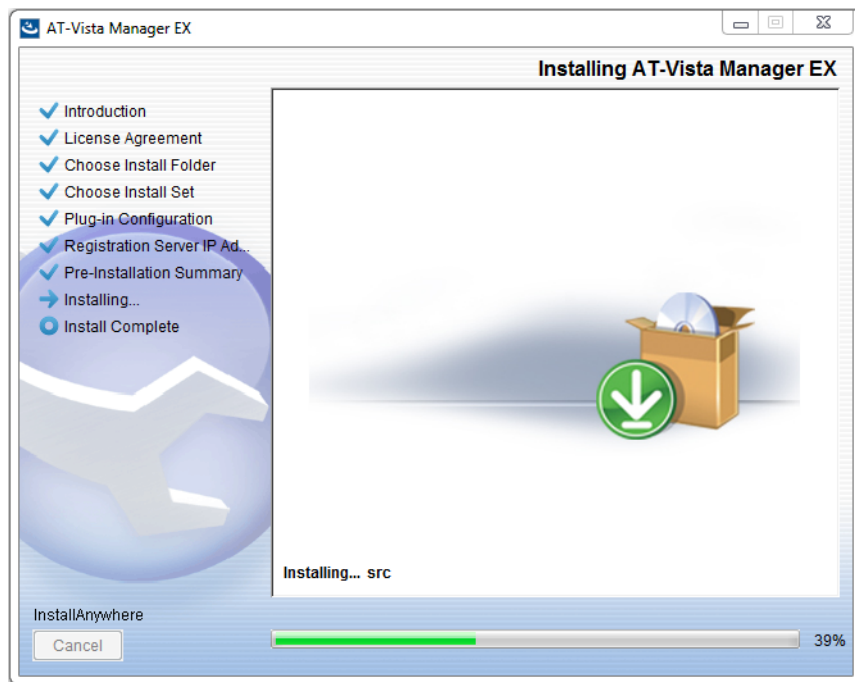 AT-Vista Manager EX
Installing AT-Vista Manager EX
Introduction
License Agreement
Choose Install Folder
Choose Install Set
Plug-in Configuration
Registration Server IP Ad...
Pre-Installation Summary
Installing...
Install Complete
Installing... src
InstallAnywhere
Cancel
39%